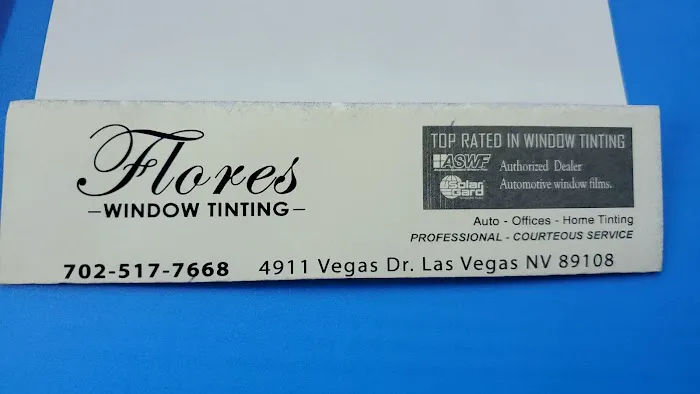 Flores
-WINDOW TINTING-
702-517-7668 4911 Vegas Dr. Las Vegas NV 89108
TOP RATED IN WINDOW TINTING
ASWF
Solar Gard
Authorized Dealer
Automotive window films.
Auto - Offices - Home Tinting
PROFESSIONAL - COURTEOUS SERVICE